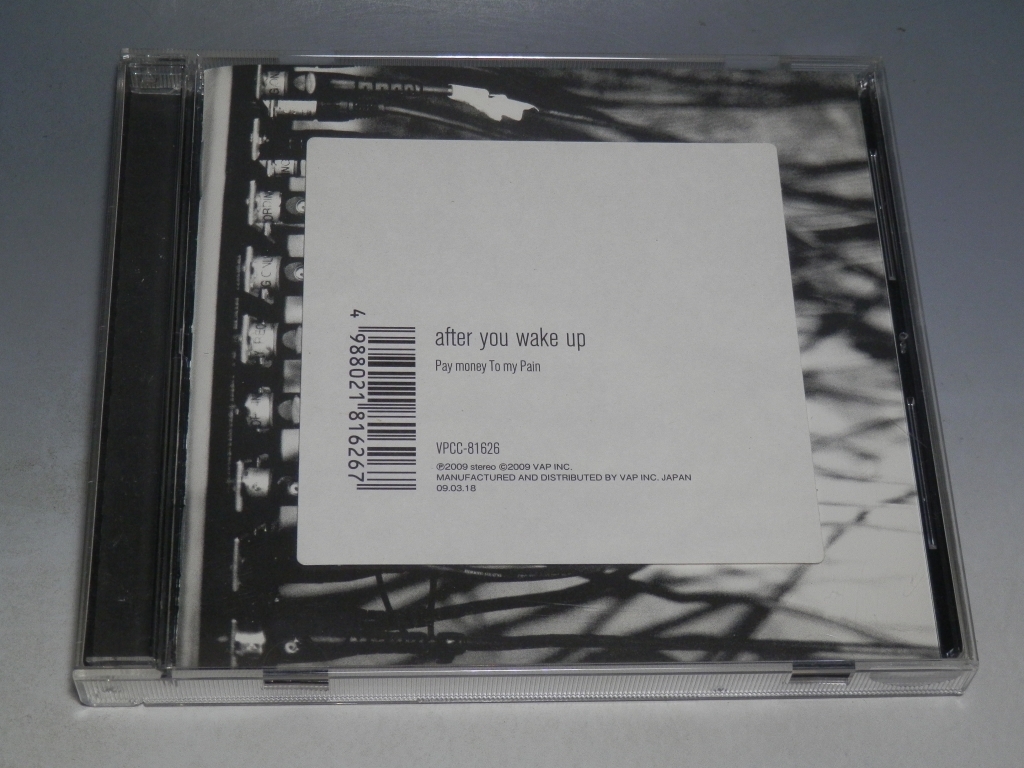 after you wake up
Pay money To my Pain
VPCC-81626
℗2009 stereo ©2009 VAP INC.
MANUFACTURED AND DISTRIBUTED BY VAP INC. JAPAN
09.03.18
4 988021 816267